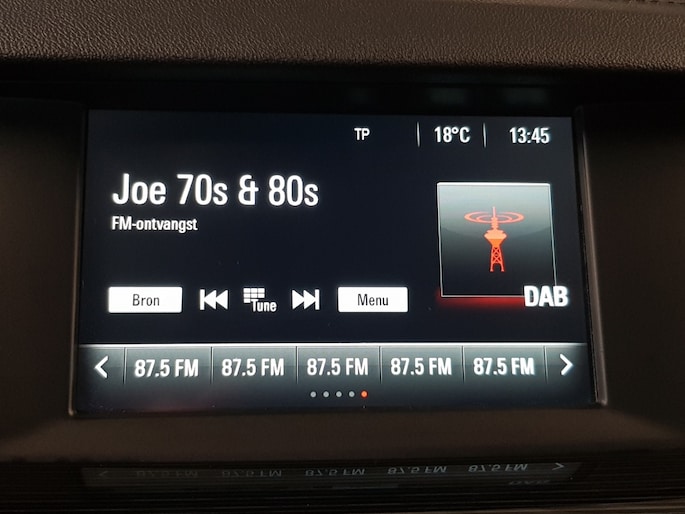 TP 18°C 13:45
Joe 70s & 80s
FM-ontvangst
DAB
Bron Tune Menu
87.5 FM 87.5 FM 87.5 FM 87.5 FM 87.5 FM